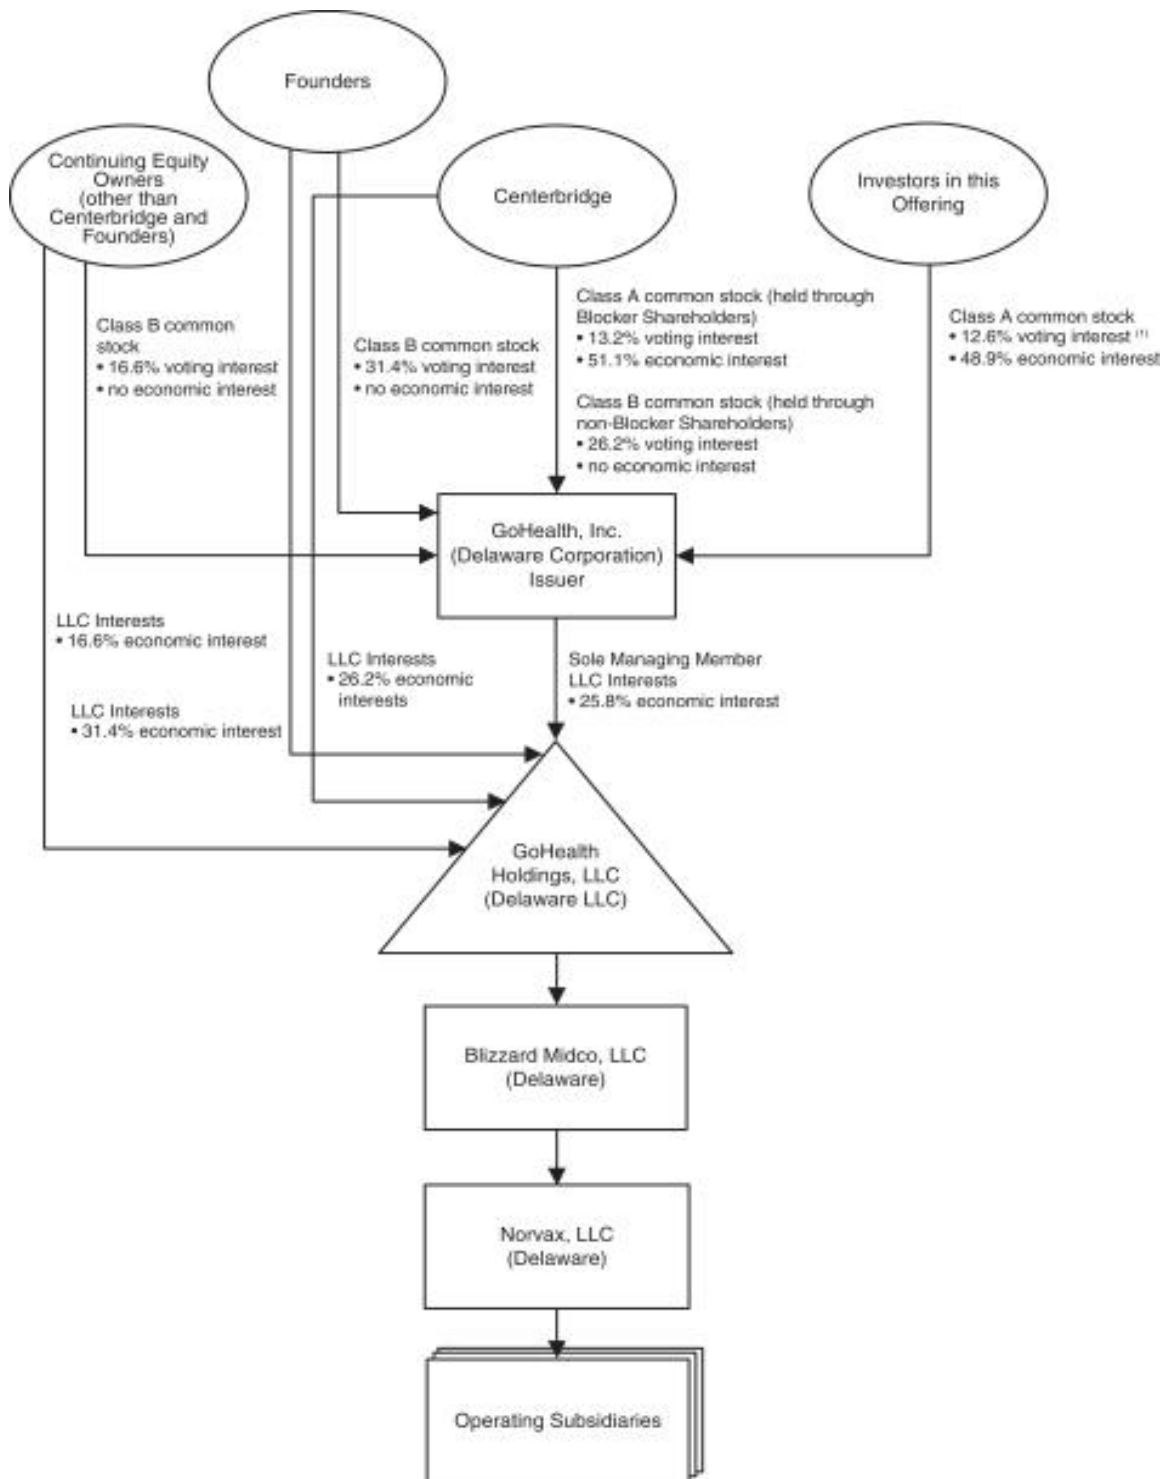 Founders
Continuing Equity
Owners
(other than
Centerbridge and
Founders)
Centerbridge
Investors in this
Offering
Class B common
stock
• 16.6% voting interest
• no economic interest
Class B common stock
• 31.4% voting interest
• no economic interest
Class A common stock (held through
Blocker Shareholders)
• 13.2% voting interest
• 51.1% economic interest
Class B common stock (held through
non-Blocker Shareholders)
• 26.2% voting interest
• no economic interest
Class A common stock
• 12.6% voting interest (1)
• 48.9% economic interest
GoHealth, Inc.
(Delaware Corporation)
Issuer
LLC Interests
• 16.6% economic interest
LLC Interests
• 31.4% economic interest
LLC Interests
• 26.2% economic
interests
Sole Managing Member
LLC Interests
• 25.8% economic interest
GoHealth
Holdings, LLC
(Delaware LLC)
Blizzard Midco, LLC
(Delaware)
Norvax, LLC
(Delaware)
Operating Subsidiaries